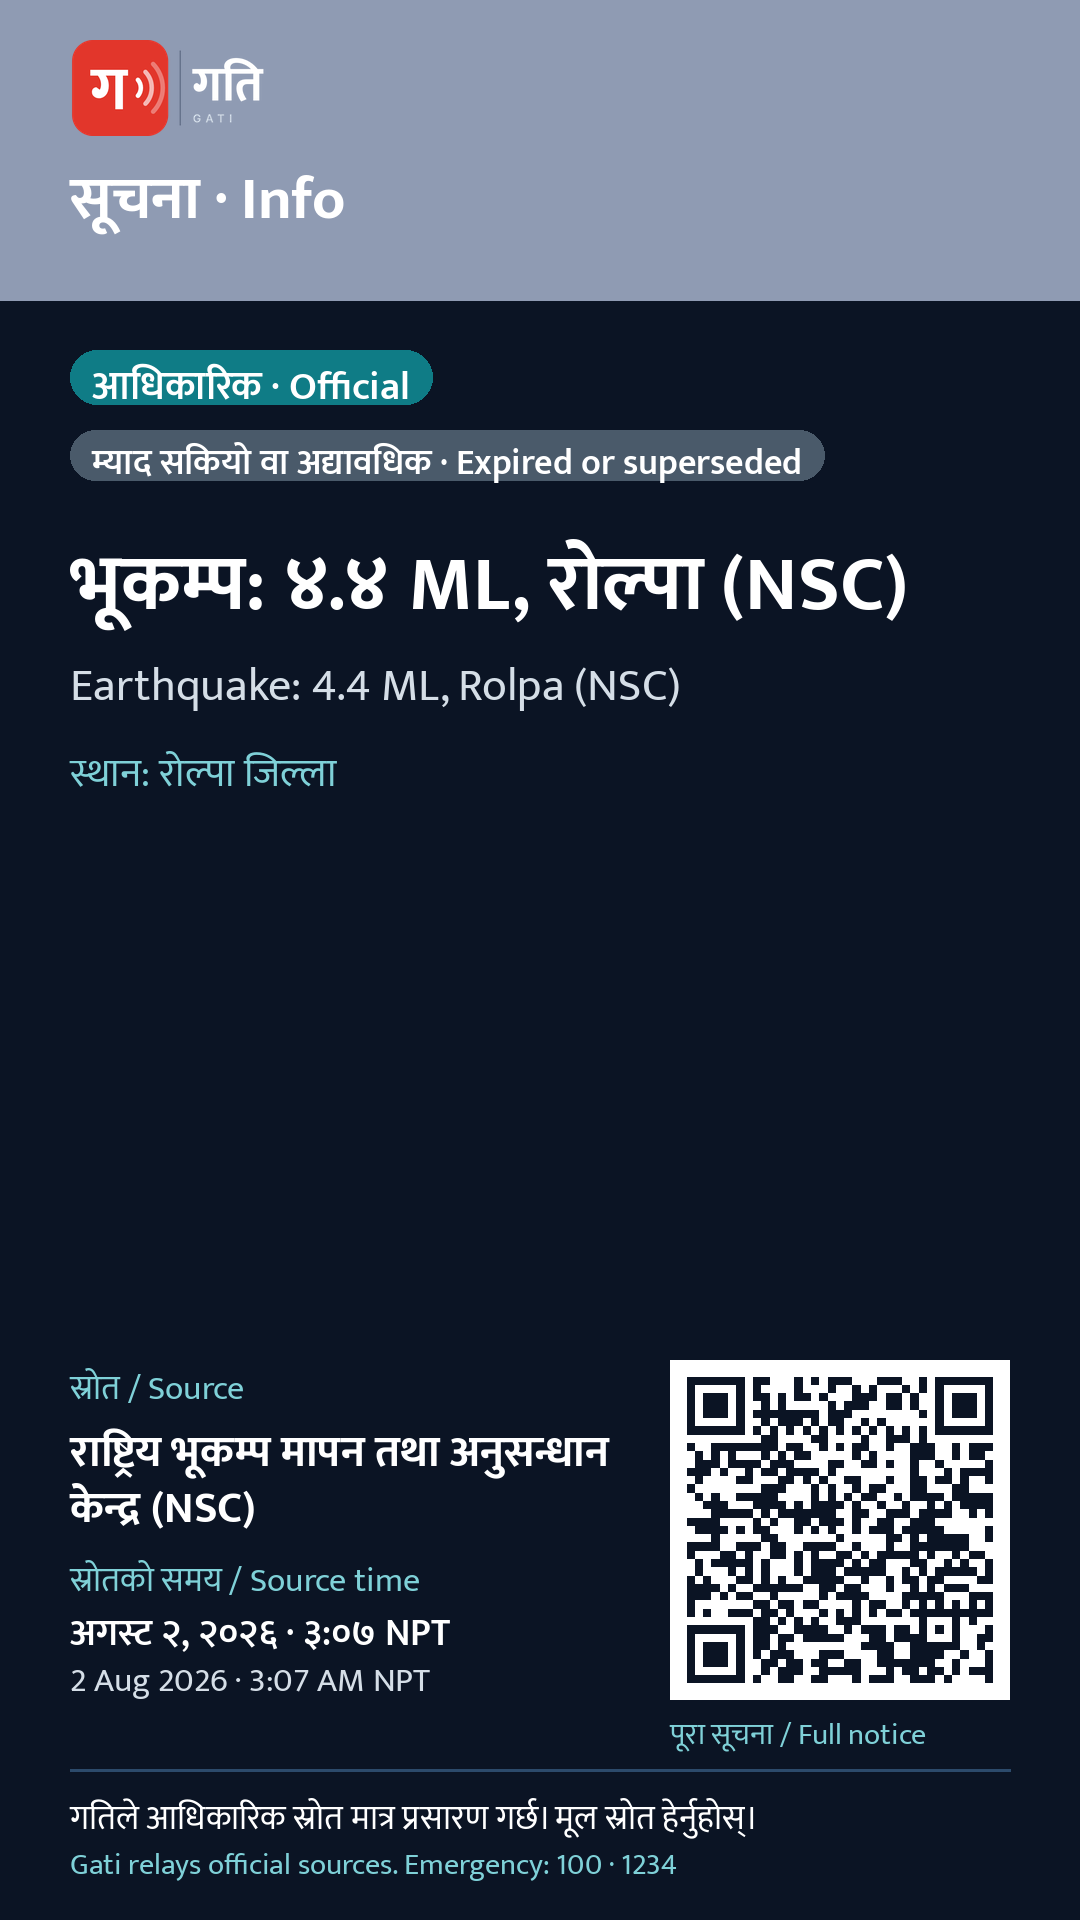 ग
गति
GATI
सूचना · Info
आधिकारिक · Official
म्याद सकियो वा अद्यावधिक · Expired or superseded
भूकम्प: ४.४ ML, रोल्पा (NSC)
Earthquake: 4.4 ML, Rolpa (NSC)
स्थान: रोल्पा जिल्ला
स्रोत / Source
राष्ट्रिय भूकम्प मापन तथा अनुसन्धान
केन्द्र (NSC)
स्रोतको समय / Source time
अगस्ट २, २०२६ · ३:०७ NPT
2 Aug 2026 · 3:07 AM NPT
पूरा सूचना / Full notice
गतिले आधिकारिक स्रोत मात्र प्रसारण गर्छ। मूल स्रोत हेर्नुहोस्।
Gati relays official sources. Emergency: 100 · 1234